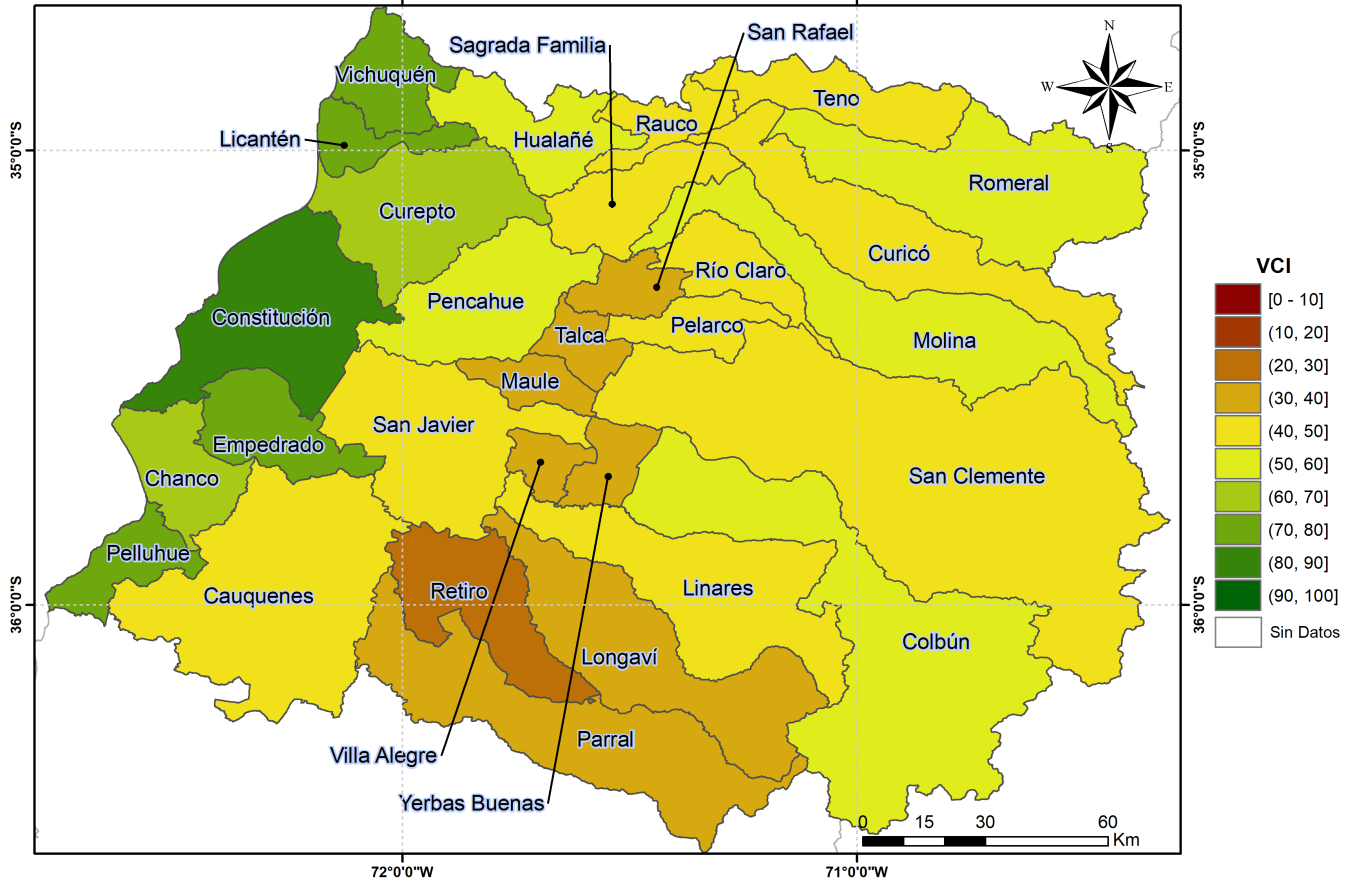 San Rafael
Sagrada Familia
N
Vichuquén
W
E
Teno
Rauco
Licantén
Hualañé
S
35°0'0"S
35°0'0"S
Romeral
Curepto
Curicó
Río Claro
VCI
Pencahue
[0 - 10]
Constitución
Pelarco
(10, 20]
Talca
Molina
(20, 30]
Maule
(30, 40]
San Javier
(40, 50]
Empedrado
(50, 60]
Chanco
San Clemente
(60, 70]
(70, 80]
Pelluhue
(80, 90]
Retiro
Linares
Cauquenes
(90, 100]
36°0'0"S
36°0'0"S
Sin Datos
Colbún
Longaví
Parral
Villa Alegre
Yerbas Buenas
0 15 30 60
Km
72°0'0"W
71°0'0"W